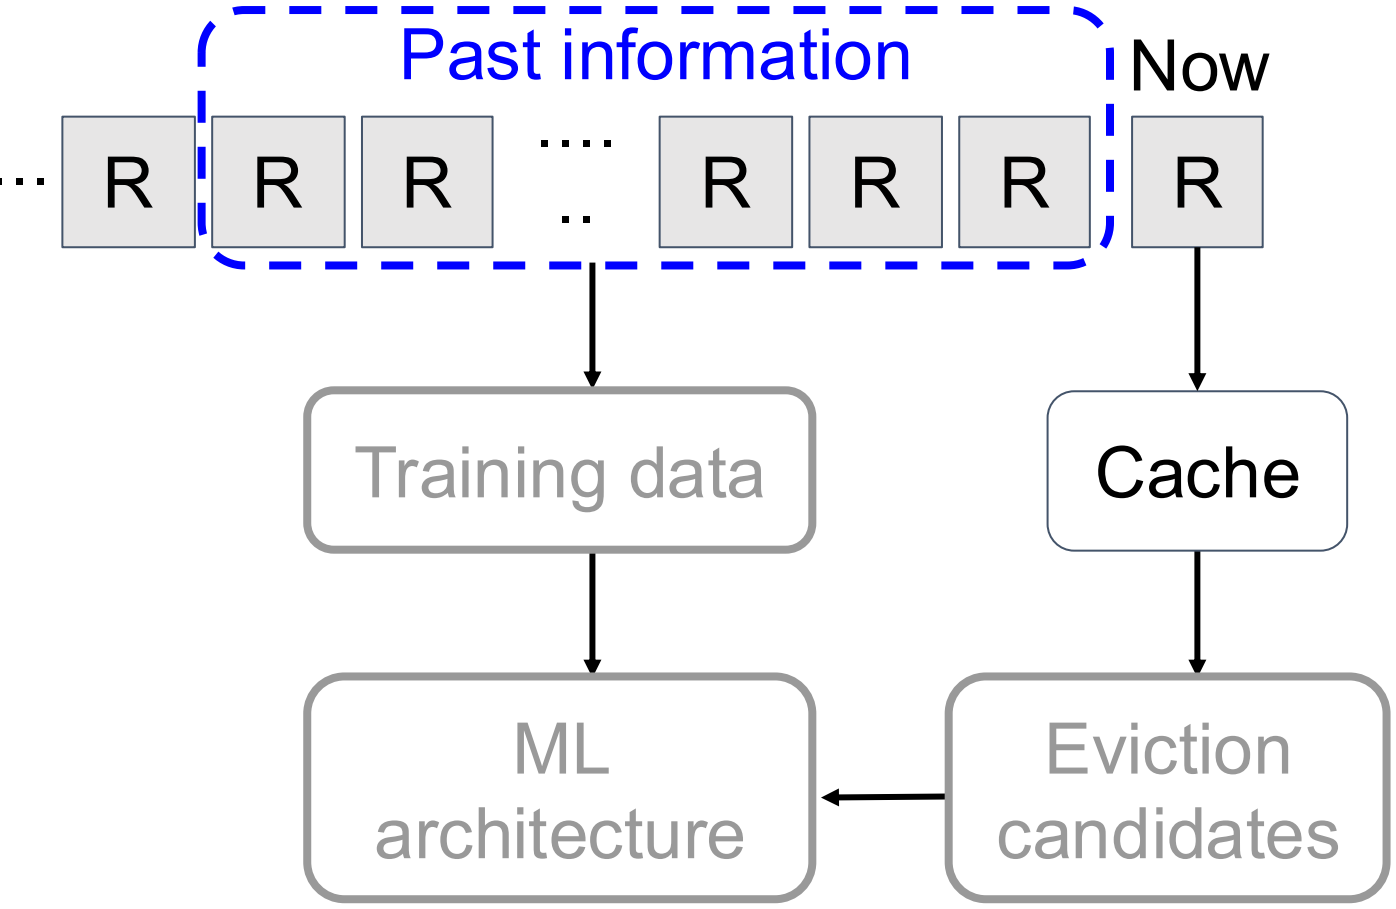 Past information
Now
... R R R ...... R R R R
Training data
Cache
ML
architecture
Eviction
candidates